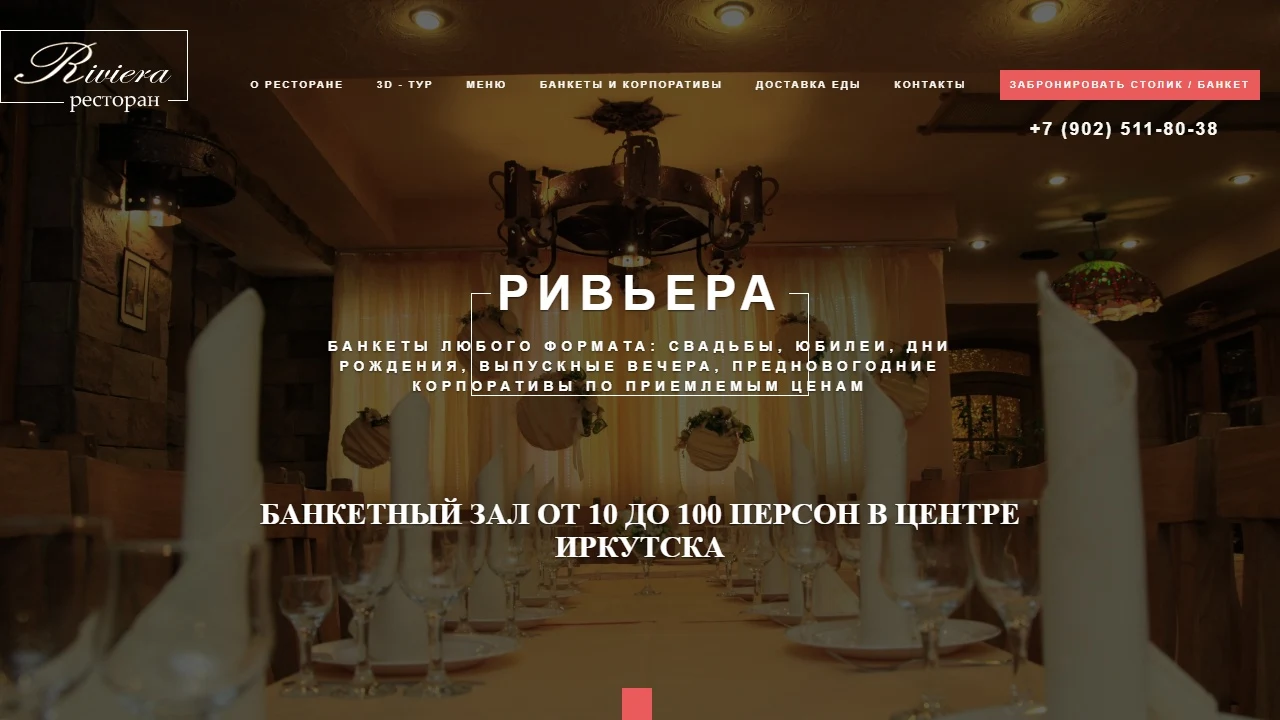 Riviera
ресторан
О РЕСТОРАНЕ
3D - ТУР
МЕНЮ
БАНКЕТЫ И КОРПОРАТИВЫ
ДОСТАВКА ЕДЫ
КОНТАКТЫ
ЗАБРОНИРОВАТЬ СТОЛИК / БАНКЕТ
+7 (902) 511-80-38
РИВЬЕРА
БАНКЕТЫ ЛЮБОГО ФОРМАТА: СВАДЬБЫ, ЮБИЛЕИ, ДНИ
РОЖДЕНИЯ, ВЫПУСКНЫЕ ВЕЧЕРА, ПРЕДНОВОГОДНИЕ
КОРПОРАТИВЫ ПО ПРИЕМЛЕМЫМ ЦЕНАМ
БАНКЕТНЫЙ ЗАЛ ОТ 10 ДО 100 ПЕРСОН В ЦЕНТРЕ
ИРКУТСКА